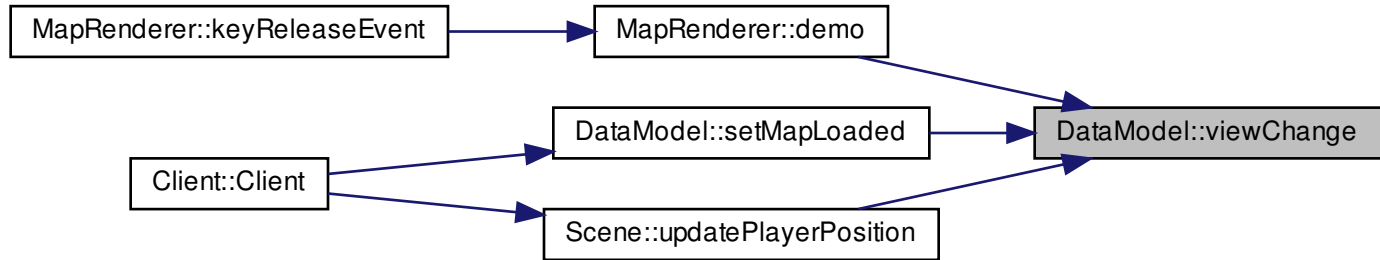 MapRenderer::keyReleaseEvent
MapRenderer::demo
DataModel::setMapLoaded
DataModel::viewChange
Client::Client
Scene::updatePlayerPosition